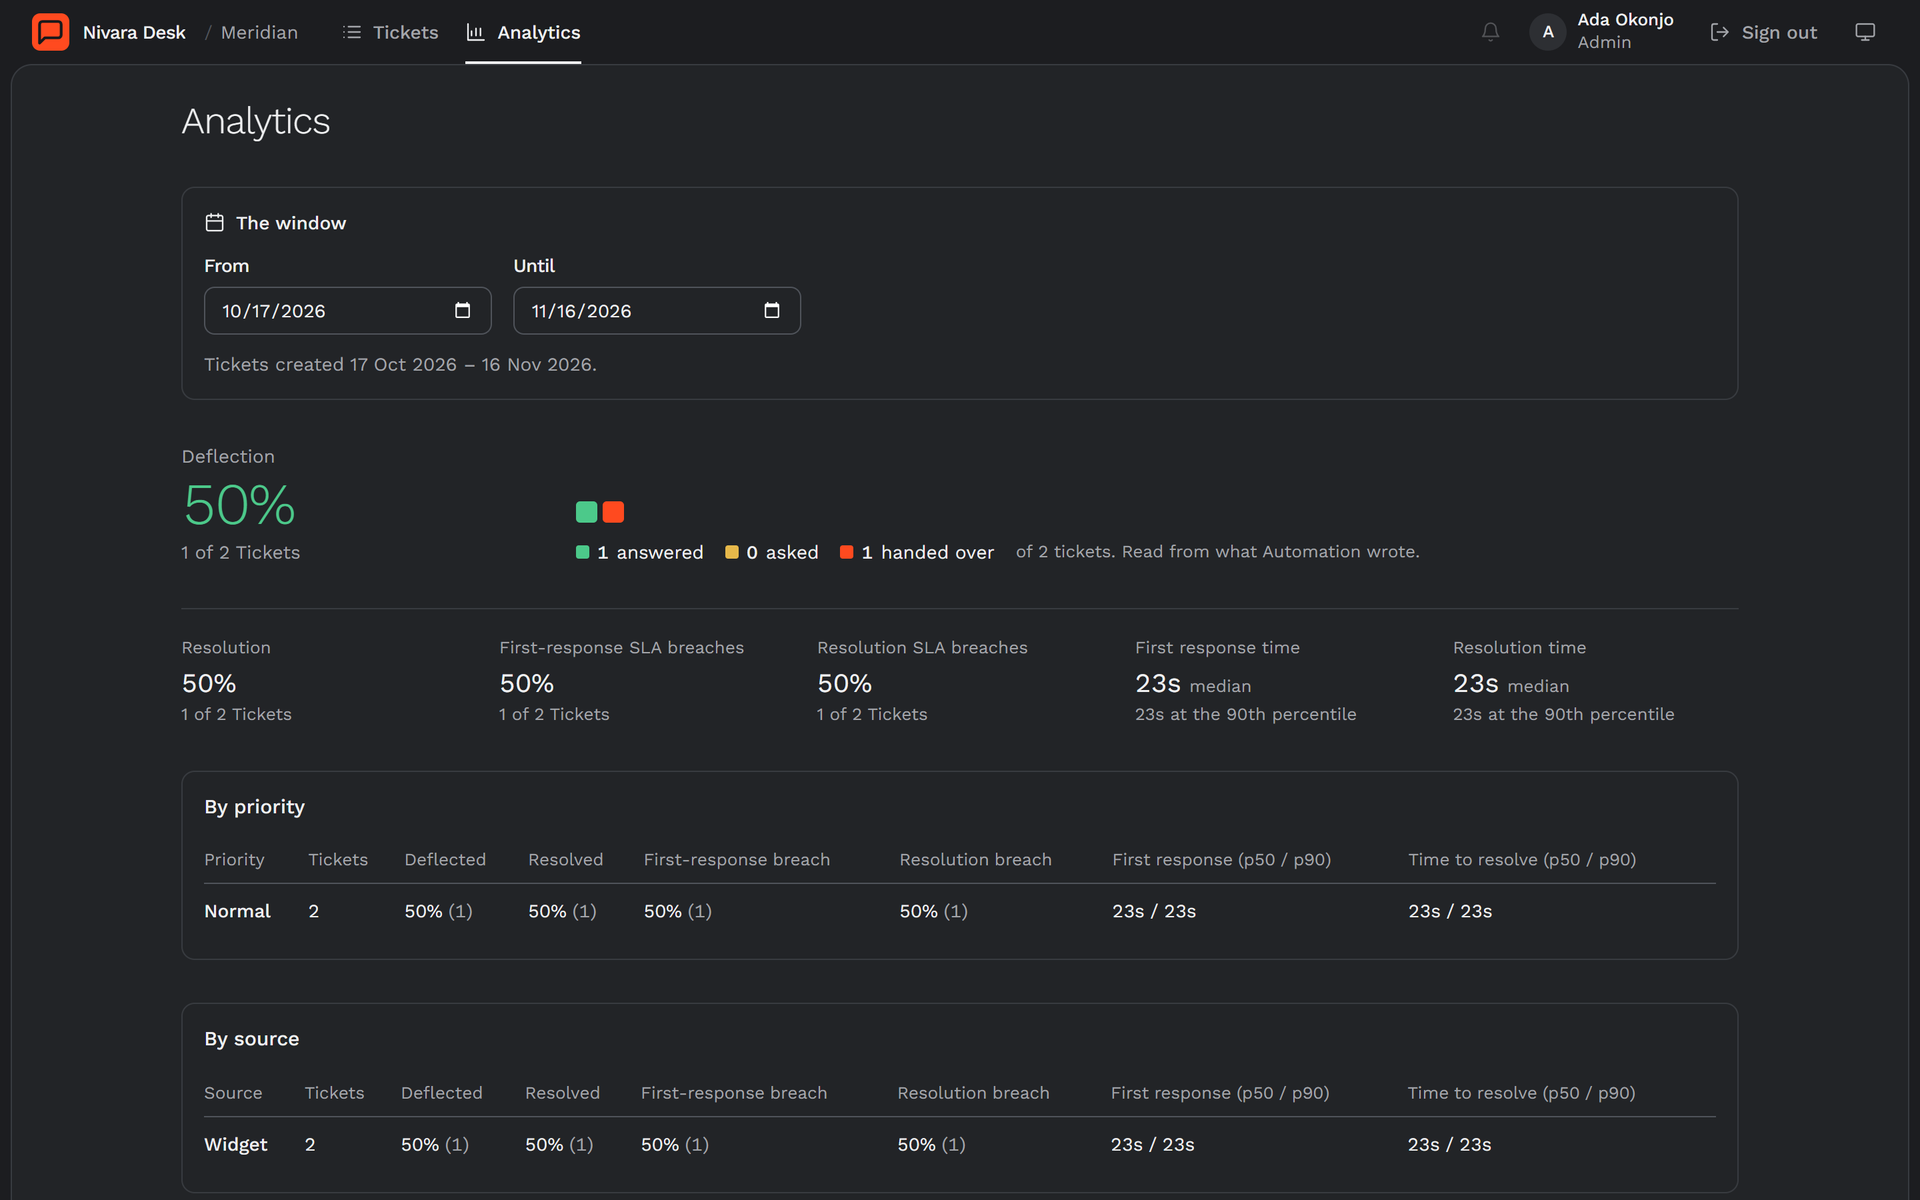 Nivara Desk / Meridian Tickets Analytics A Ada Okonjo Admin Sign out
Analytics
The window
From Until
10/17/2026 11/16/2026
Tickets created 17 Oct 2026 – 16 Nov 2026.
Deflection
50%
1 of 2 Tickets
1 answered 0 asked 1 handed over of 2 tickets. Read from what Automation wrote.
Resolution First-response SLA breaches Resolution SLA breaches First response time Resolution time
50% 50% 50% 23s median 23s median
1 of 2 Tickets 1 of 2 Tickets 1 of 2 Tickets 23s at the 90th percentile 23s at the 90th percentile
By priority
Priority Tickets Deflected Resolved First-response breach Resolution breach First response (p50 / p90) Time to resolve (p50 / p90)
Normal 2 50% (1) 50% (1) 50% (1) 50% (1) 23s / 23s 23s / 23s
By source
Source Tickets Deflected Resolved First-response breach Resolution breach First response (p50 / p90) Time to resolve (p50 / p90)
Widget 2 50% (1) 50% (1) 50% (1) 50% (1) 23s / 23s 23s / 23s